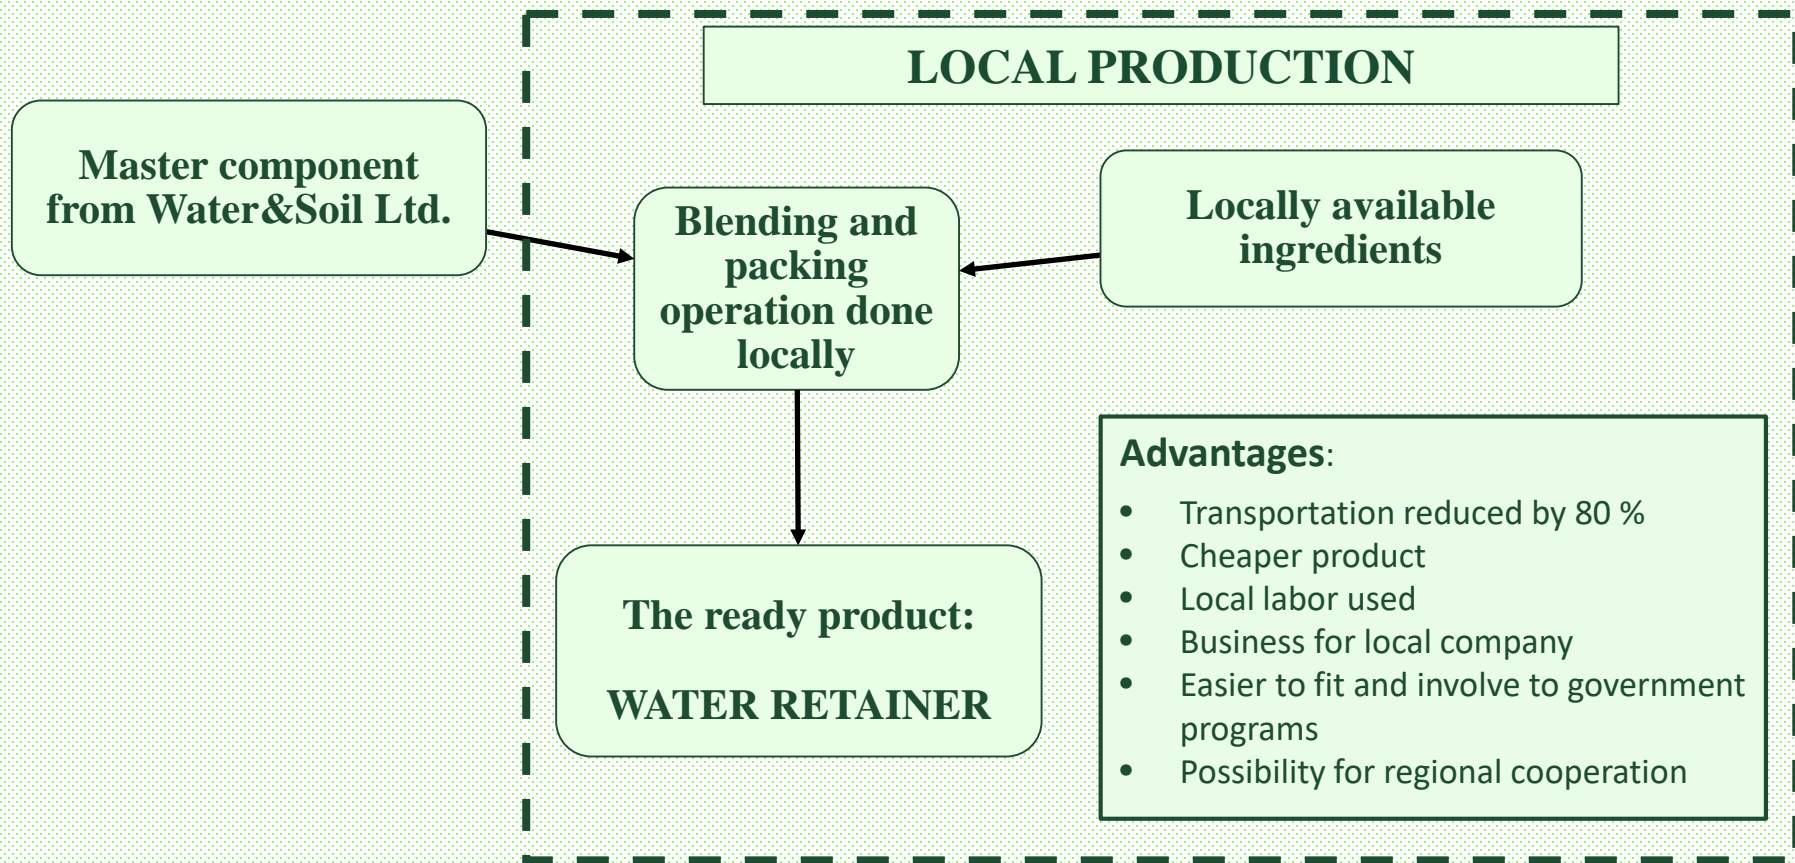 LOCAL PRODUCTION
Master component
from Water&Soil Ltd.
Blending and
packing
operation done
locally
Locally available
ingredients
The ready product:
WATER RETAINER
Advantages:
• Transportation reduced by 80 %
• Cheaper product
• Local labor used
• Business for local company
• Easier to fit and involve to government
programs
• Possibility for regional cooperation